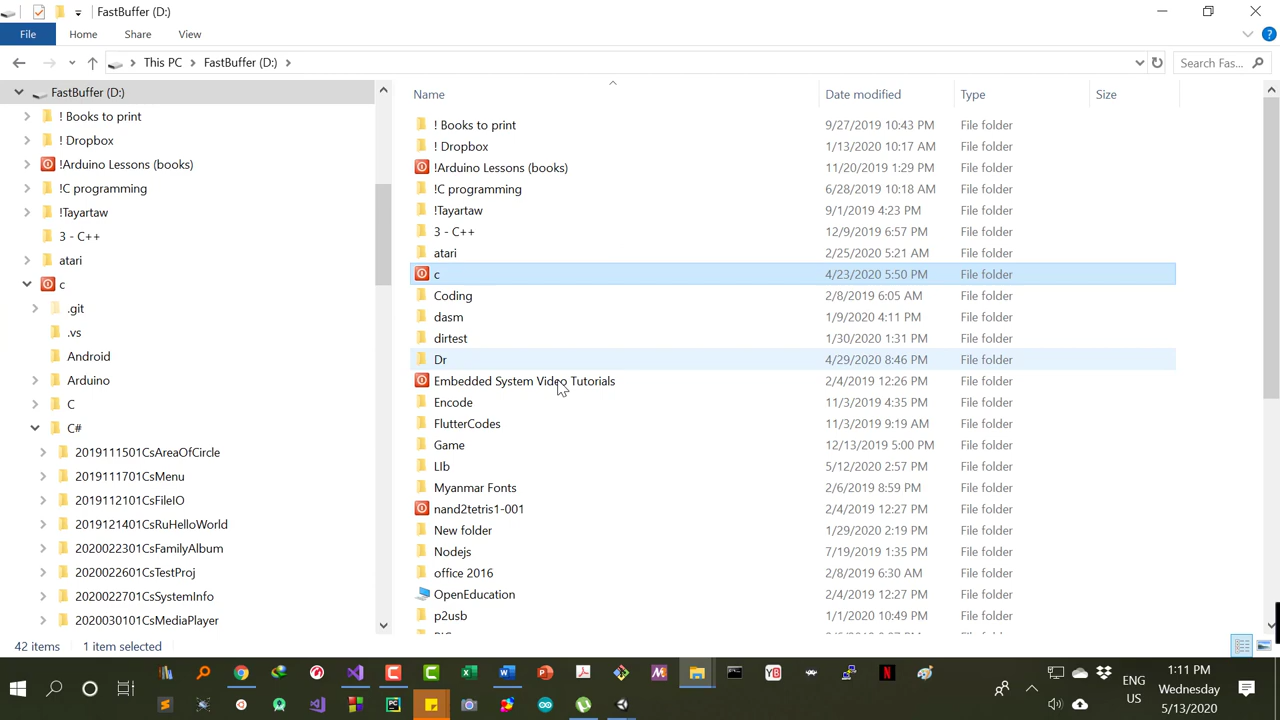 FastBuffer (D:)
File Home Share View
This PC FastBuffer (D:) Search Fas...
FastBuffer (D:)
! Books to print
! Dropbox
!Arduino Lessons (books)
!C programming
!Tayartaw
3 - C++
atari
c
.git
.vs
Android
Arduino
C
C#
2019111501CsAreaOfCircle
2019111701CsMenu
2019112101CsFileIO
2019121401CsRuHelloWorld
2020022301CsFamilyAlbum
2020022601CsTestProj
2020022701CsSystemInfo
2020030101CsMediaPlayer
Name Date modified Type Size
! Books to print 9/27/2019 10:43 PM File folder
! Dropbox 1/13/2020 10:17 AM File folder
!Arduino Lessons (books) 11/20/2019 1:29 PM File folder
!C programming 6/28/2019 10:18 AM File folder
!Tayartaw 9/1/2019 4:23 PM File folder
3 - C++ 12/9/2019 6:57 PM File folder
atari 2/25/2020 5:21 AM File folder
c 4/23/2020 5:50 PM File folder
Coding 2/8/2019 6:05 AM File folder
dasm 1/9/2020 4:11 PM File folder
dirtest 1/30/2020 1:31 PM File folder
Dr 4/29/2020 8:46 PM File folder
Embedded System Video Tutorials 2/4/2019 12:26 PM File folder
Encode 11/3/2019 4:35 PM File folder
FlutterCodes 11/3/2019 9:19 AM File folder
Game 12/13/2019 5:00 PM File folder
LIb 5/12/2020 2:57 PM File folder
Myanmar Fonts 2/6/2019 8:59 PM File folder
nand2tetris1-001 2/4/2019 12:27 PM File folder
New folder 1/29/2020 2:19 PM File folder
Nodejs 7/19/2019 1:35 PM File folder
office 2016 2/8/2019 6:30 AM File folder
OpenEducation 2/4/2019 12:27 PM File folder
p2usb 1/1/2020 10:49 PM File folder
42 items 1 item selected
ENG
US
1:11 PM
Wednesday
5/13/2020